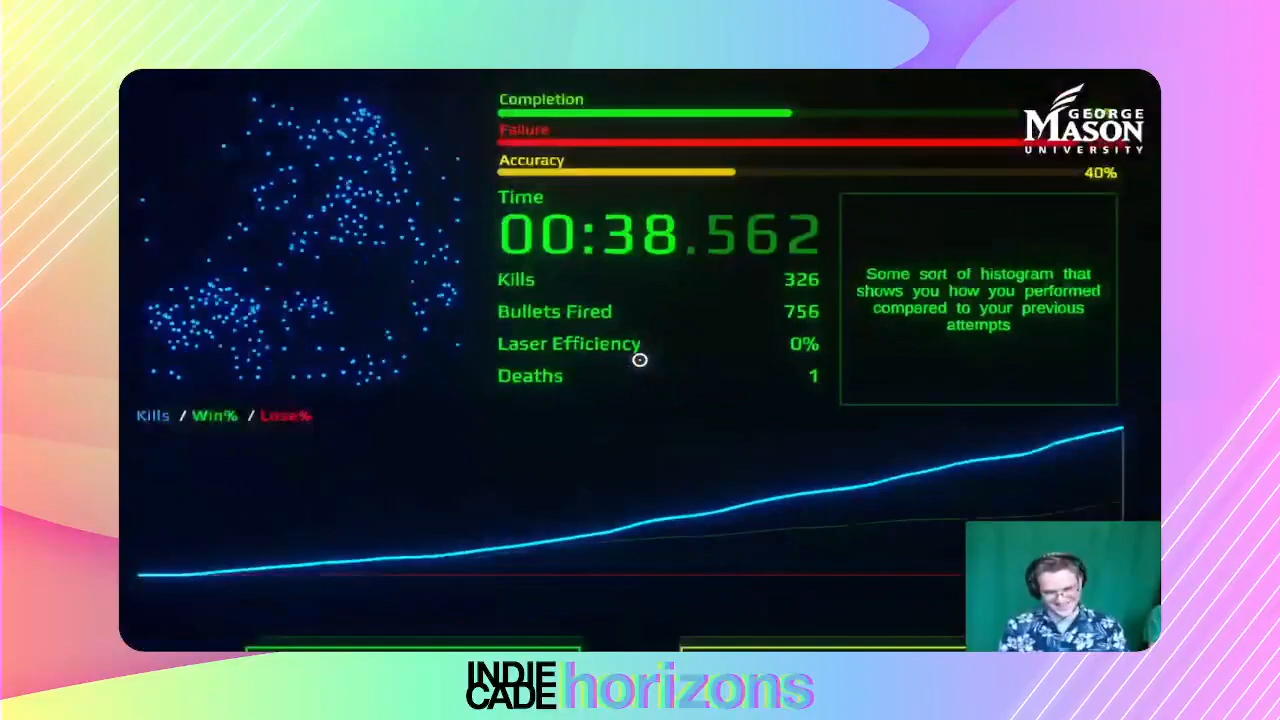 Completion
GEORGE
MASON
UNIVERSITY
Failure
Accuracy
40%
Time
00:38.562
Kills 326
Bullets Fired 756
Laser Efficiency 0%
Deaths 1
Some sort of histogram that
shows you how you performed
compared to your previous
attempts
Kills / Win% / Lose%
INDIE
CADE horizons